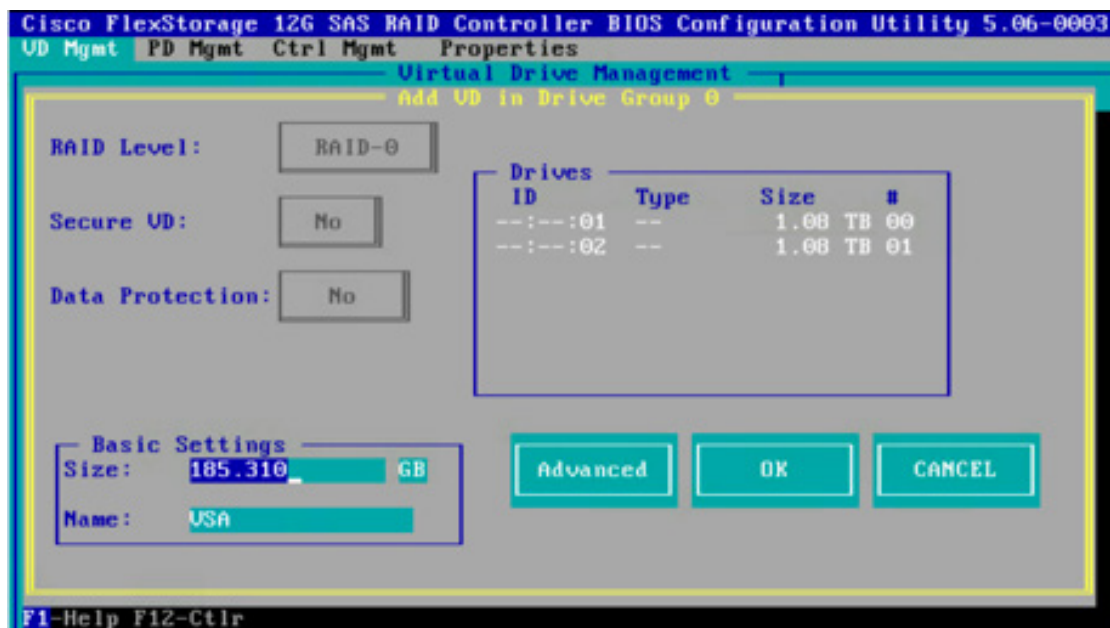 Cisco FlexStorage 12G SAS RAID Controller BIOS Configuration Utility 5.06-0003
VD Mgmt PD Mgmt Ctrl Mgmt Properties
Virtual Drive Management
Add VD in Drive Group 0
RAID Level: RAID-0
Secure VD: No
Data Protection: No
Drives
ID Type Size #
--:--:01 -- 1.08 TB 00
--:--:02 -- 1.08 TB 01
Basic Settings
Size: 185.310_ GB
Name: VSA
Advanced OK CANCEL
F1-Help F12-Ctlr